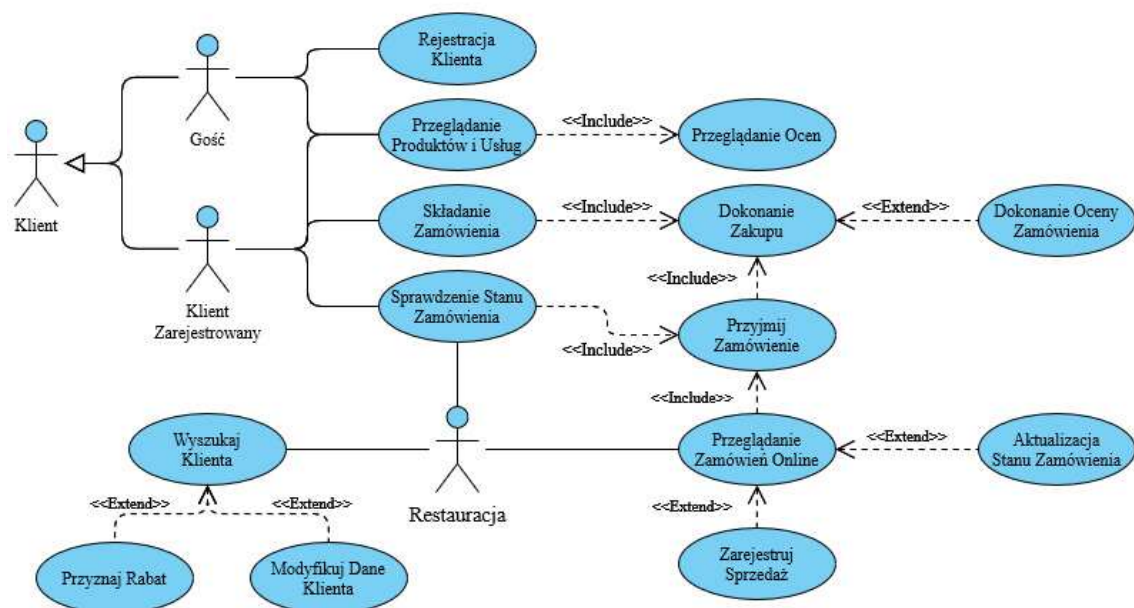 Rejestracja
Klienta
Gość
Przeglądanie
Produktów i Usług
<<Include>>
Przeglądanie Ocen
Klient
Składanie
Zamówienia
<<Include>>
Dokonanie
Zakupu
<<Extend>>
Dokonanie Oceny
Zamówienia
Klient
Zarejestrowany
Sprawdzenie Stanu
Zamówienia
<<Include>>
<<Include>>
Przyjmij
Zamówienie
<<Include>>
Wyszukaj
Klienta
Restauracja
Przeglądanie
Zamówień Online
<<Extend>>
Aktualizacja
Stanu Zamówienia
<<Extend>>
<<Extend>>
<<Extend>>
Przyznaj Rabat
Modyfikuj Dane
Klienta
Zarejestruj
Sprzedaż